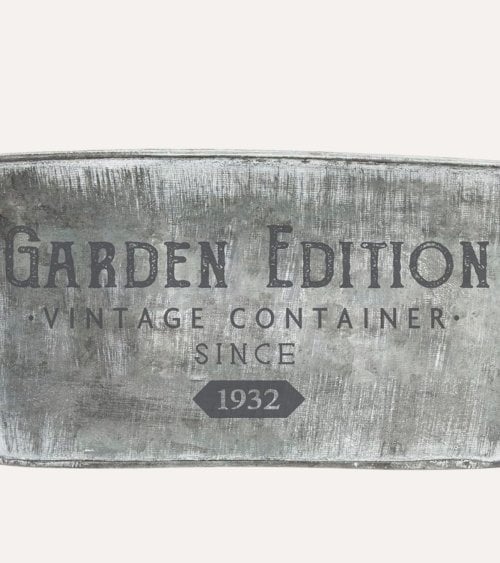 GARDEN EDITION
·VINTAGE CONTAINER·
SINCE
1932